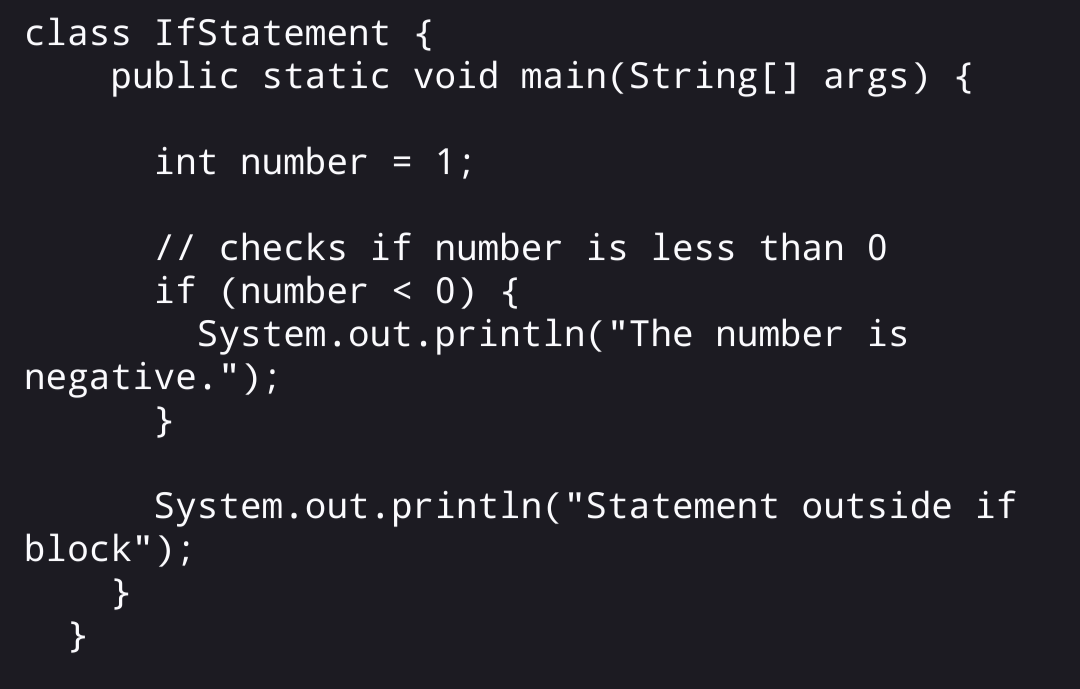 class IfStatement {
    public static void main(String[] args) {

      int number = 1;

      // checks if number is less than 0
      if (number < 0) {
        System.out.println("The number is
negative.");
      }

      System.out.println("Statement outside if
block");
    }
  }